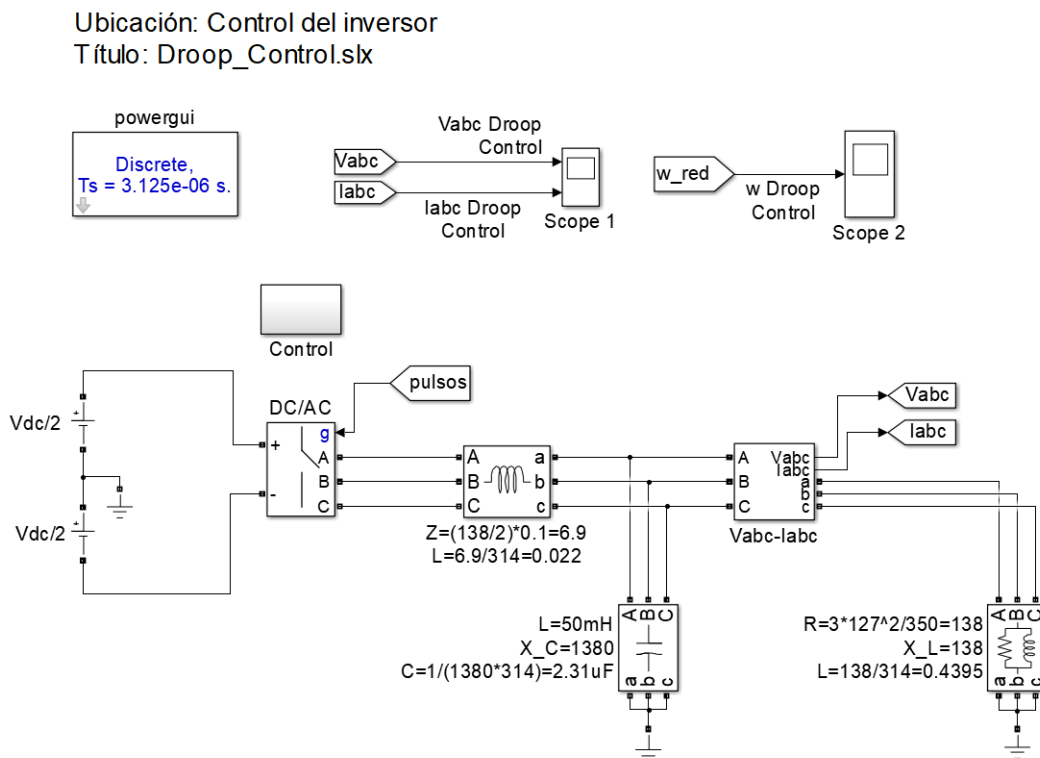 Ubicación: Control del inversor
Título: Droop_Control.slx
powergui
Discrete,
Ts = 3.125e-06 s.
Vabc
Iabc
Vabc Droop
Control
Iabc Droop
Control
Scope 1
w_red
w Droop
Control
Scope 2
Control
pulsos
DC/AC
g
+
-
A
B
C
Vdc/2
+
Vdc/2
+
A
B
C
a
b
c
Z=(138/2)*0.1=6.9
L=6.9/314=0.022
A
B
C
Vabc
Iabc
a
b
c
Vabc-Iabc
Vabc
Iabc
L=50mH
X_C=1380
C=1/(1380*314)=2.31uF
A B C
a b c
R=3*127^2/350=138
X_L=138
L=138/314=0.4395
A B C
a b c